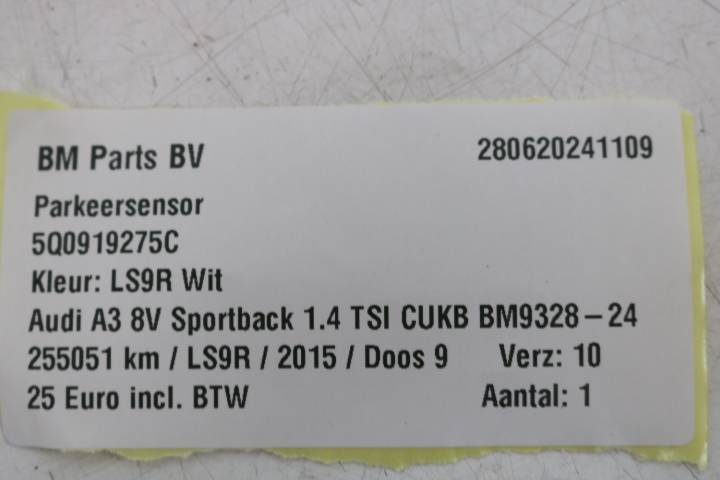 BM Parts BV 280620241109
Parkeersensor
5Q0919275C
Kleur: LS9R Wit
Audi A3 8V Sportback 1.4 TSI CUKB BM9328-24
255051 km / LS9R / 2015 / Doos 9 Verz: 10
25 Euro incl. BTW Aantal: 1